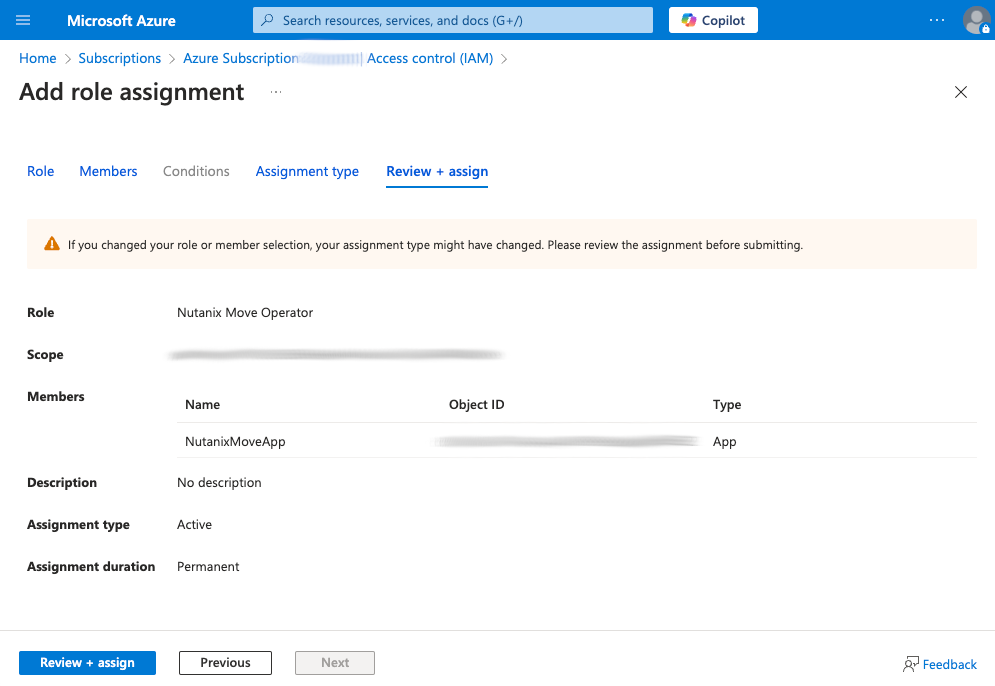 Microsoft Azure
Search resources, services, and docs (G+/)
Copilot
Home > Subscriptions > Azure Subscription | Access control (IAM) >
Add role assignment ...
Role Members Conditions Assignment type Review + assign
If you changed your role or member selection, your assignment type might have changed. Please review the assignment before submitting.
Role Nutanix Move Operator
Scope
Members
Name Object ID Type
NutanixMoveApp App
Description No description
Assignment type Active
Assignment duration Permanent
Review + assign Previous Next Feedback